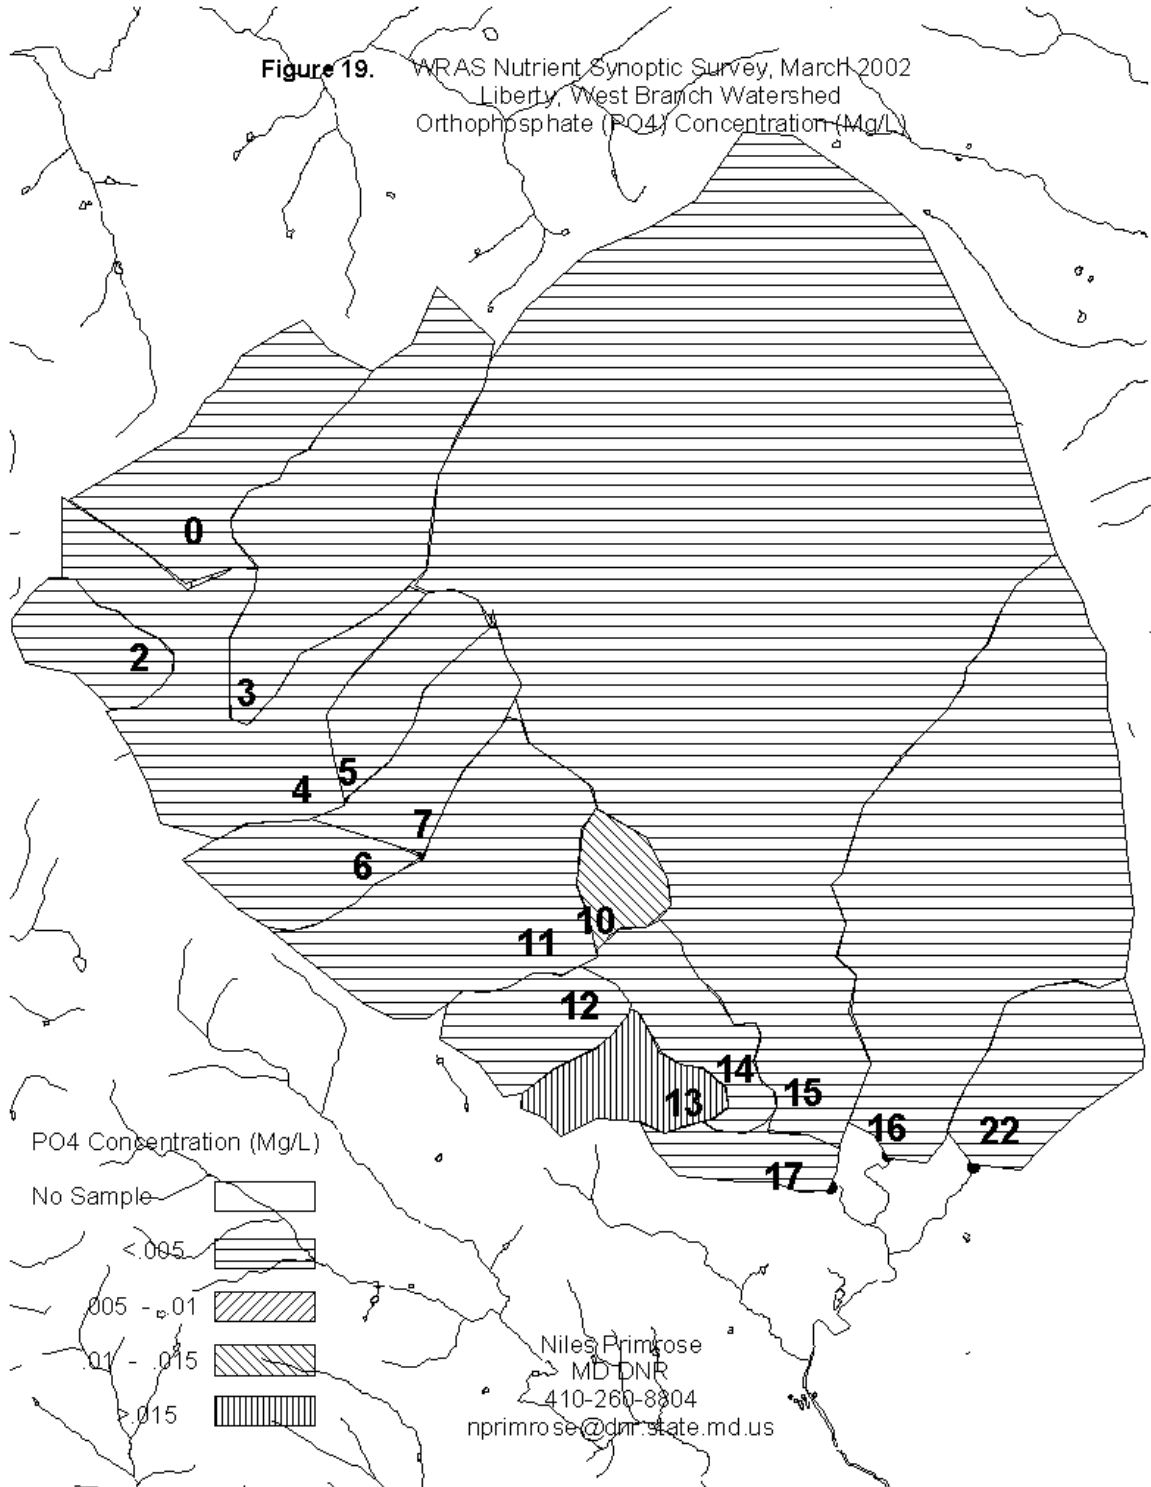 Figure 19. WRAS Nutrient Synoptic Survey, March 2002
Liberty, West Branch Watershed
Orthophosphate (PO4) Concentration (Mg/L)
0
2
3
5
4
7
6
10
11
12
14
13
15
16
22
17
PO4 Concentration (Mg/L)
No Sample
<.005
.005 - .01
.01 - .015
>.015
Niles Primrose
MD DNR
410-260-8804
nprimrose@dnr.state.md.us